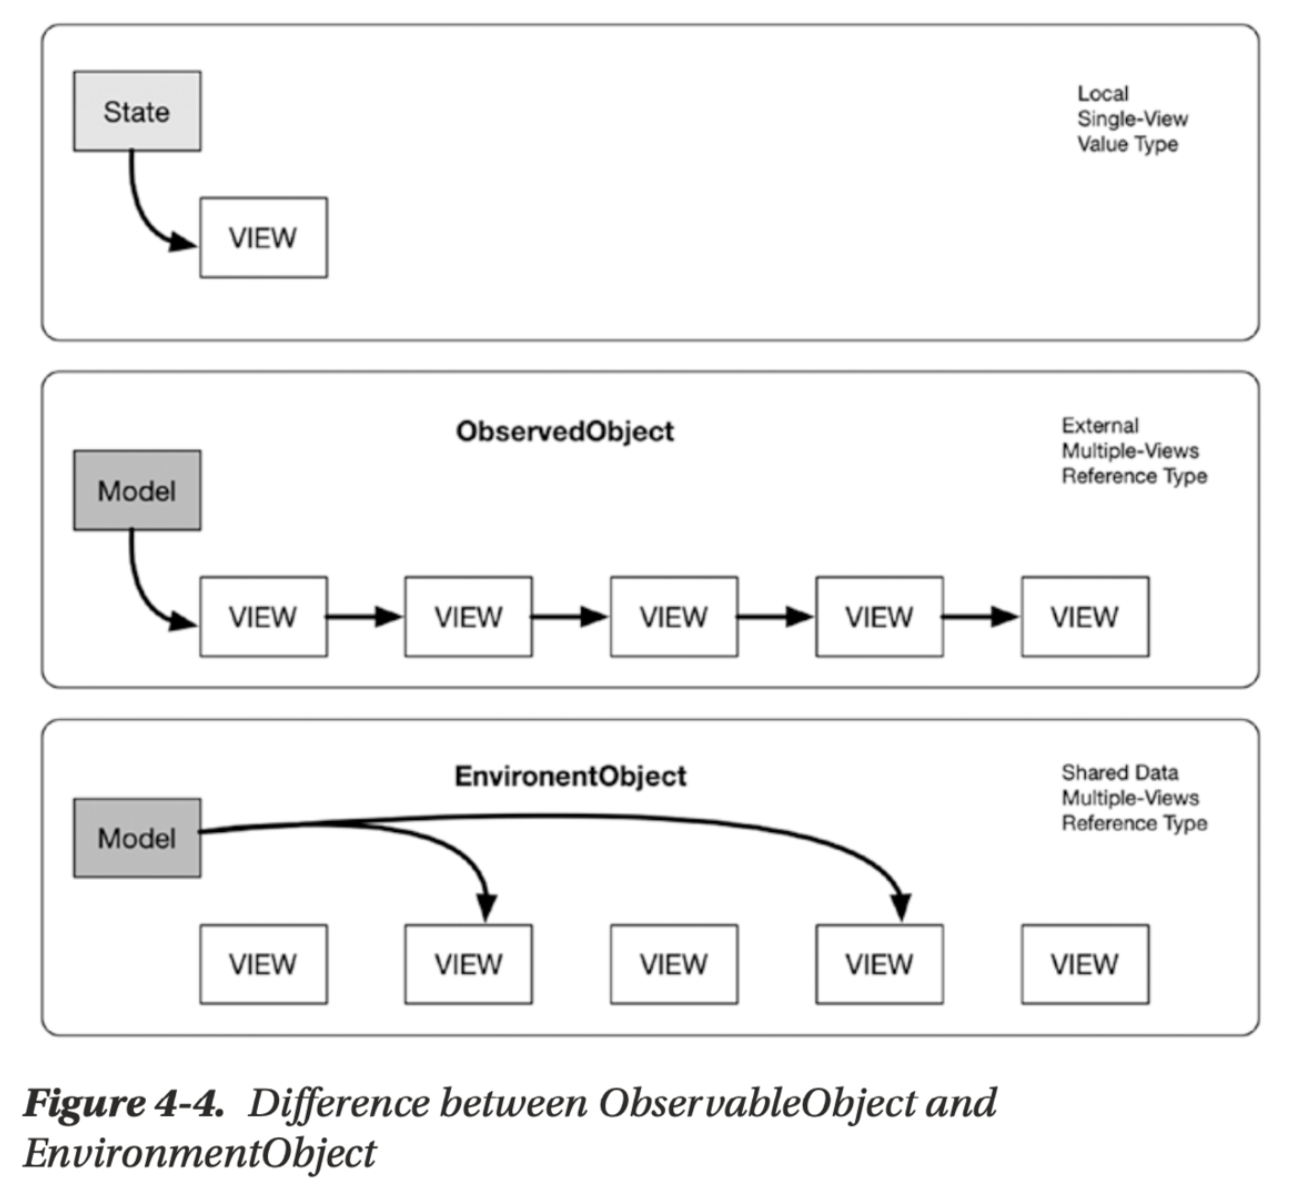 State
Local
Single-View
Value Type
VIEW
ObservedObject
External
Multiple-Views
Reference Type
Model
VIEW VIEW VIEW VIEW VIEW
EnvironentObject
Shared Data
Multiple-Views
Reference Type
Model
VIEW VIEW VIEW VIEW VIEW
Figure 4-4. Difference between ObservableObject and
EnvironmentObject